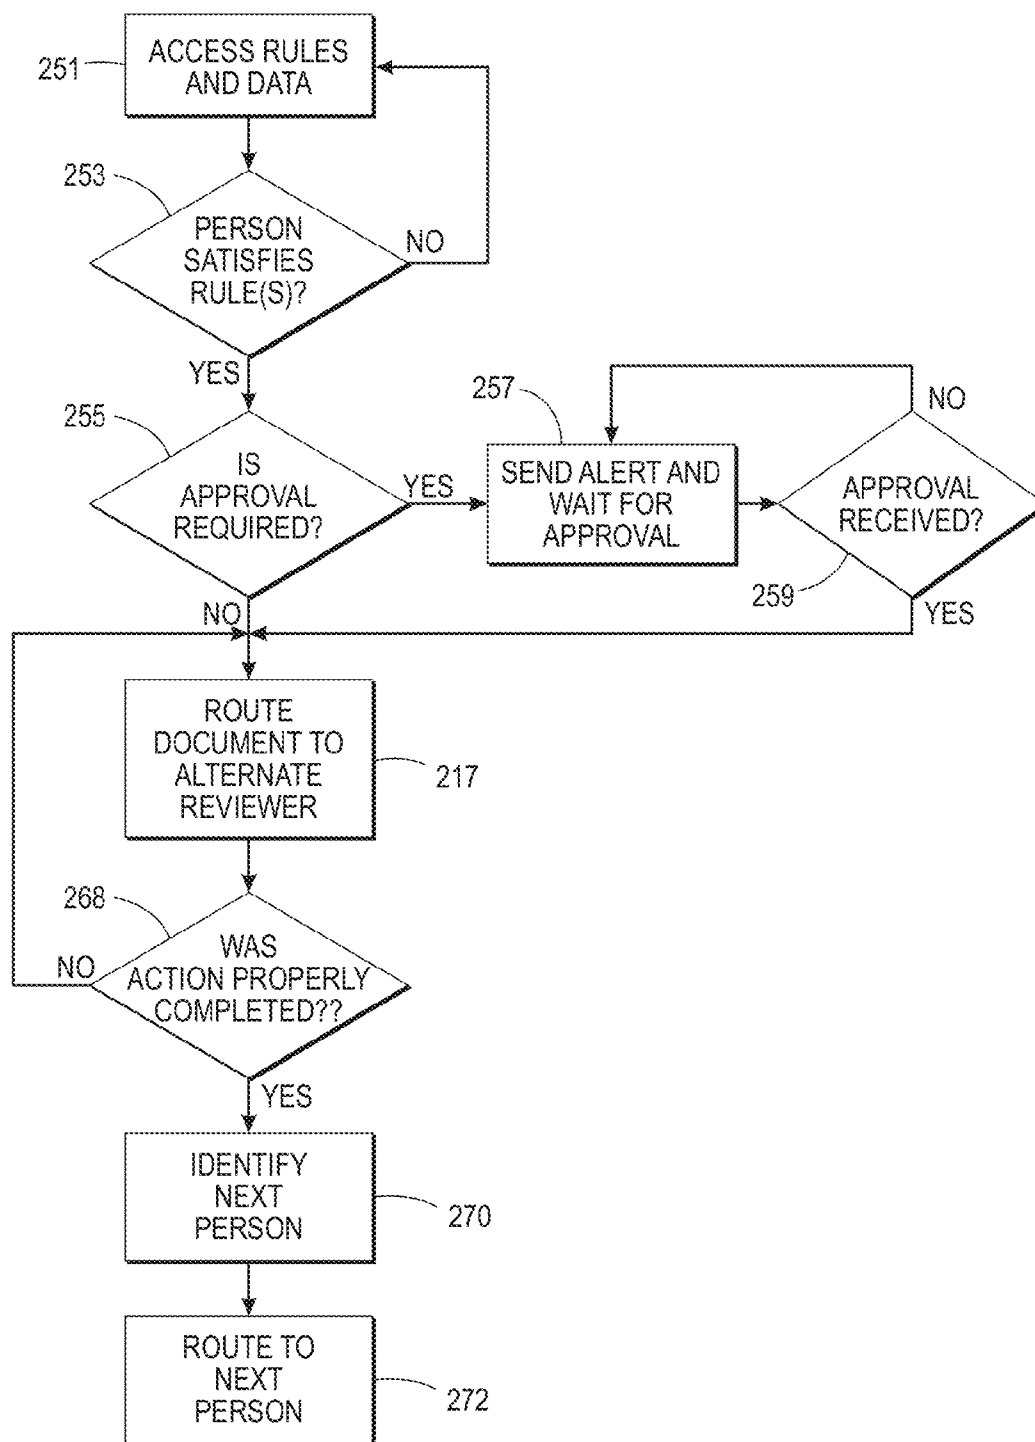 251
ACCESS RULES
AND DATA
253
PERSON
SATISFIES
RULE(S)?
NO
YES
255
IS
APPROVAL
REQUIRED?
YES
257
SEND ALERT AND
WAIT FOR
APPROVAL
NO
APPROVAL
RECEIVED?
259
YES
NO
ROUTE
DOCUMENT TO
ALTERNATE
REVIEWER
217
268
NO
WAS
ACTION PROPERLY
COMPLETED??
YES
IDENTIFY
NEXT
PERSON
270
ROUTE TO
NEXT
PERSON
272